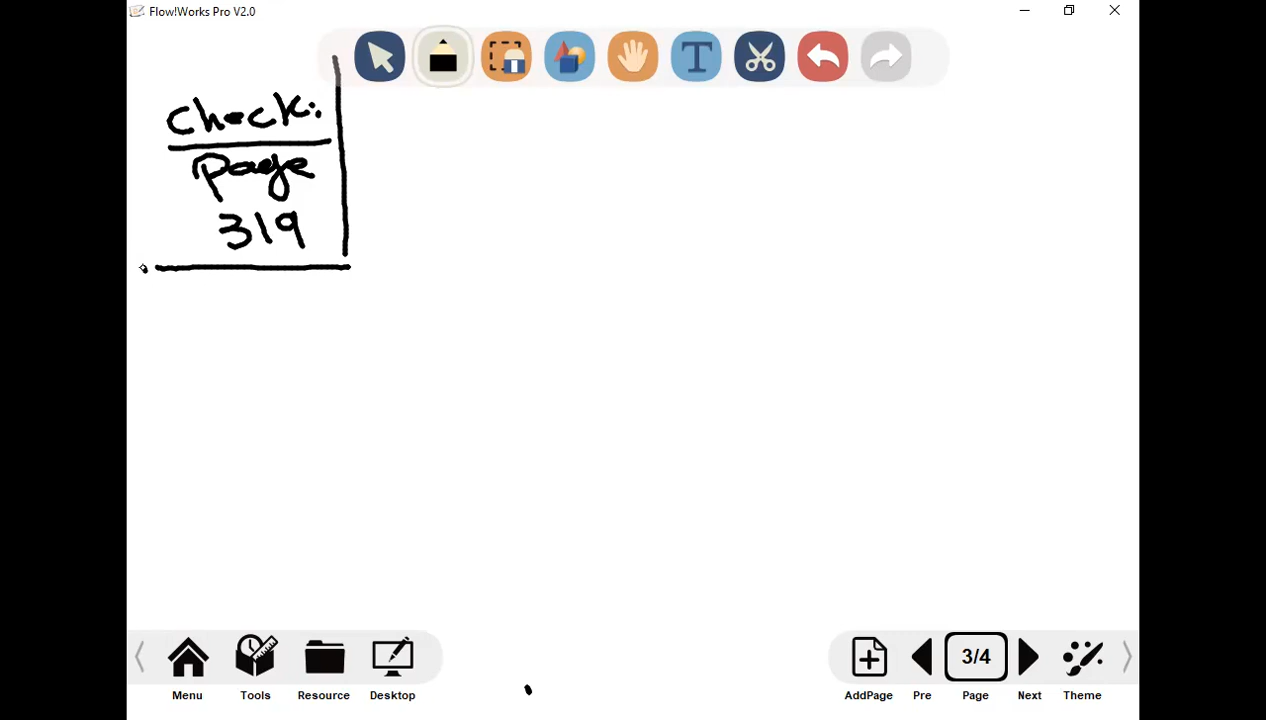 Flow!Works Pro V2.0
Check:
Page
319
T
Menu
Tools
Resource
Desktop
AddPage
Pre
3/4
Page
Next
Theme